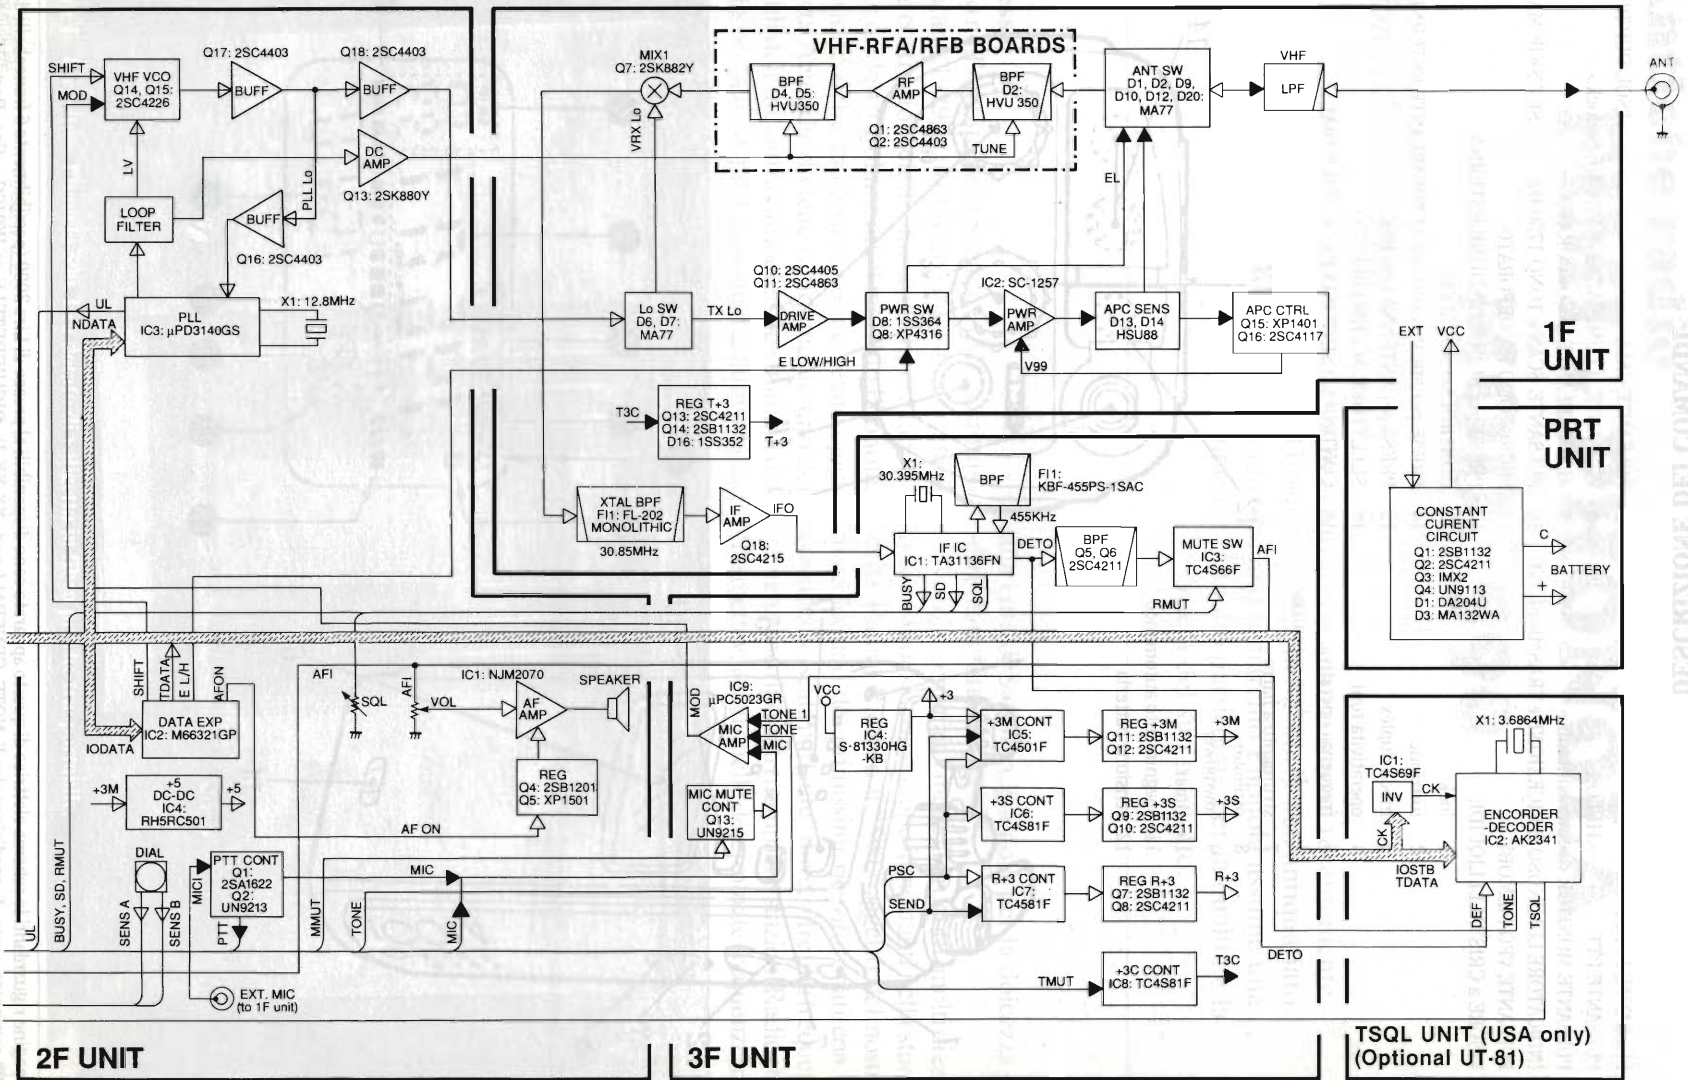 SHIFT
MOD
VHF VCO
Q14, Q15:
2SC4226
Q17: 2SC4403
BUFF
Q18: 2SC4403
BUFF
DC
AMP
Q13: 2SK880Y
LV
PLL Lo
LOOP
FILTER
BUFF
Q16: 2SC4403
UL
NDATA
PLL
IC3: μPD3140GS
X1: 12.8MHz
MIX1
Q7: 2SK882Y
VRX Lo
VHF-RFA/RFB BOARDS
BPF
D4, D5:
HVU350
RF
AMP
Q1: 2SC4863
Q2: 2SC4403
BPF
D2:
HVU 350
TUNE
ANT SW
D1, D2, D9,
D10, D12, D20:
MA77
VHF
LPF
ANT
EL
Lo SW
D6, D7:
MA77
TX Lo
Q10: 2SC4405
Q11: 2SC4863
DRIVE
AMP
PWR SW
D8: 1SS364
Q8: XP4316
E LOW/HIGH
IC2: SC-1257
PWR
AMP
V99
APC SENS
D13, D14
HSU88
APC CTRL
Q15: XP1401
Q16: 2SC4117
1F
UNIT
T3C
REG T+3
Q13: 2SC4211
Q14: 2SB1132
D16: 1SS352
T+3
XTAL BPF
FI1: FL-202
MONOLITHIC
30.85MHz
IF
AMP
IFO
Q18:
2SC4215
X1:
30.395MHz
BPF
FI1:
KBF-455PS-1SAC
455KHz
IF IC
IC1: TA31136FN
BUSY
SD
SQL
DETO
BPF
Q5, Q6
2SC4211
MUTE SW
IC3:
TC4S66F
AFI
RMUT
EXT
VCC
PRT
UNIT
CONSTANT
CURENT
CIRCUIT
Q1: 2SB1132
Q2: 2SC4211
Q3: IMX2
Q4: UN9113
D1: DA204U
D3: MA132WA
C
BATTERY
+
SHIFT
TDATA
E L/H
AFON
DATA EXP
IC2: M66321GP
IODATA
AFI
SQL
AFI
VOL
IC1: NJM2070
AF
AMP
SPEAKER
REG
Q4: 2SB1201
Q5: XP1501
AF ON
+3M
+5
DC-DC
IC4:
RH5RC501
+5
DIAL
SENS A
SENS B
MICI
PTT CONT
Q1:
2SA1622
Q2:
UN9213
PTT
UL
BUSY, SD, RMUT
MMUT
TONE
MIC
MIC
EXT. MIC
(to 1F unit)
2F UNIT
MOD
IC9:
μPC5023GR
MIC
AMP
TONE 1
TONE
MIC
MIC MUTE
CONT
Q13:
UN9215
VCC
REG
IC4:
S-81330HG
-KB
+3
+3M CONT
IC5:
TC4501F
REG +3M
Q11: 2SB1132
Q12: 2SC4211
+3M
+3S CONT
IC6:
TC4S81F
REG +3S
Q9: 2SB1132
Q10: 2SC4211
+3S
PSC
SEND
R+3 CONT
IC7:
TC4581F
REG R+3
Q7: 2SB1132
Q8: 2SC4211
R+3
TMUT
+3C CONT
IC8: TC4S81F
T3C
DETO
3F UNIT
X1: 3.6864MHz
IC1:
TC4S69F
INV
CK
CK
ENCORDER
-DECODER
IC2: AK2341
IOSTB
TDATA
DEF
TONE
TSQL
TSQL UNIT (USA only)
(Optional UT-81)